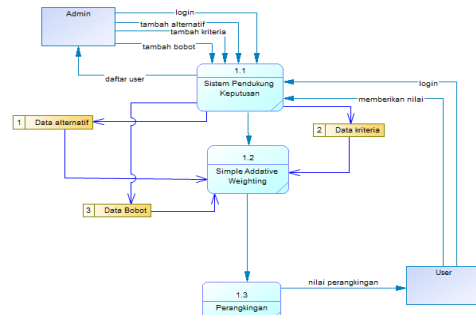 Admin
login
tambah alternatif
tambah kriteria
tambah bobot
daftar user
1.1
Sistem Pendukung
Keputusan
login
memberikan nilai
1 Data alternatif
2 Data kriteria
1.2
Simple Addative
Weighting
3 Data Bobot
User
nilai perangkingan
1.3
Perangkingan